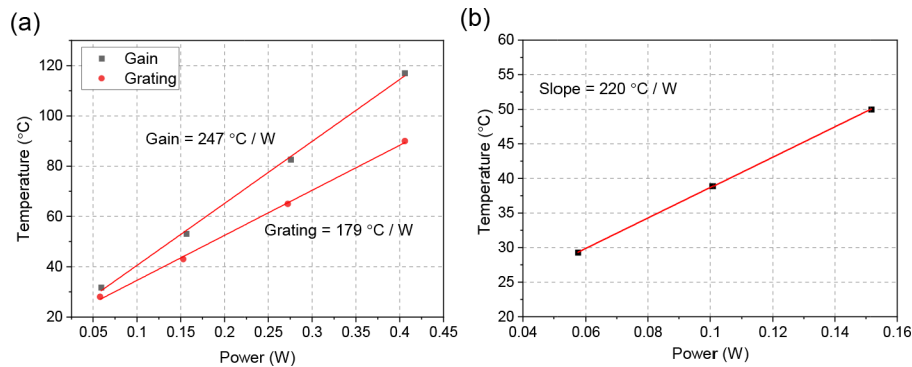 (a)
Gain
Grating
Gain = 247 °C / W
Grating = 179 °C / W
Temperature (°C)
120
100
80
60
40
20
0.05
0.1
0.15
0.2
0.25
0.3
0.35
0.4
0.45
Power (W)
(b)
Slope = 220 °C / W
Temperature (°C)
60
55
50
45
40
35
30
25
20
0.04
0.06
0.08
0.1
0.12
0.14
0.16
Power (W)